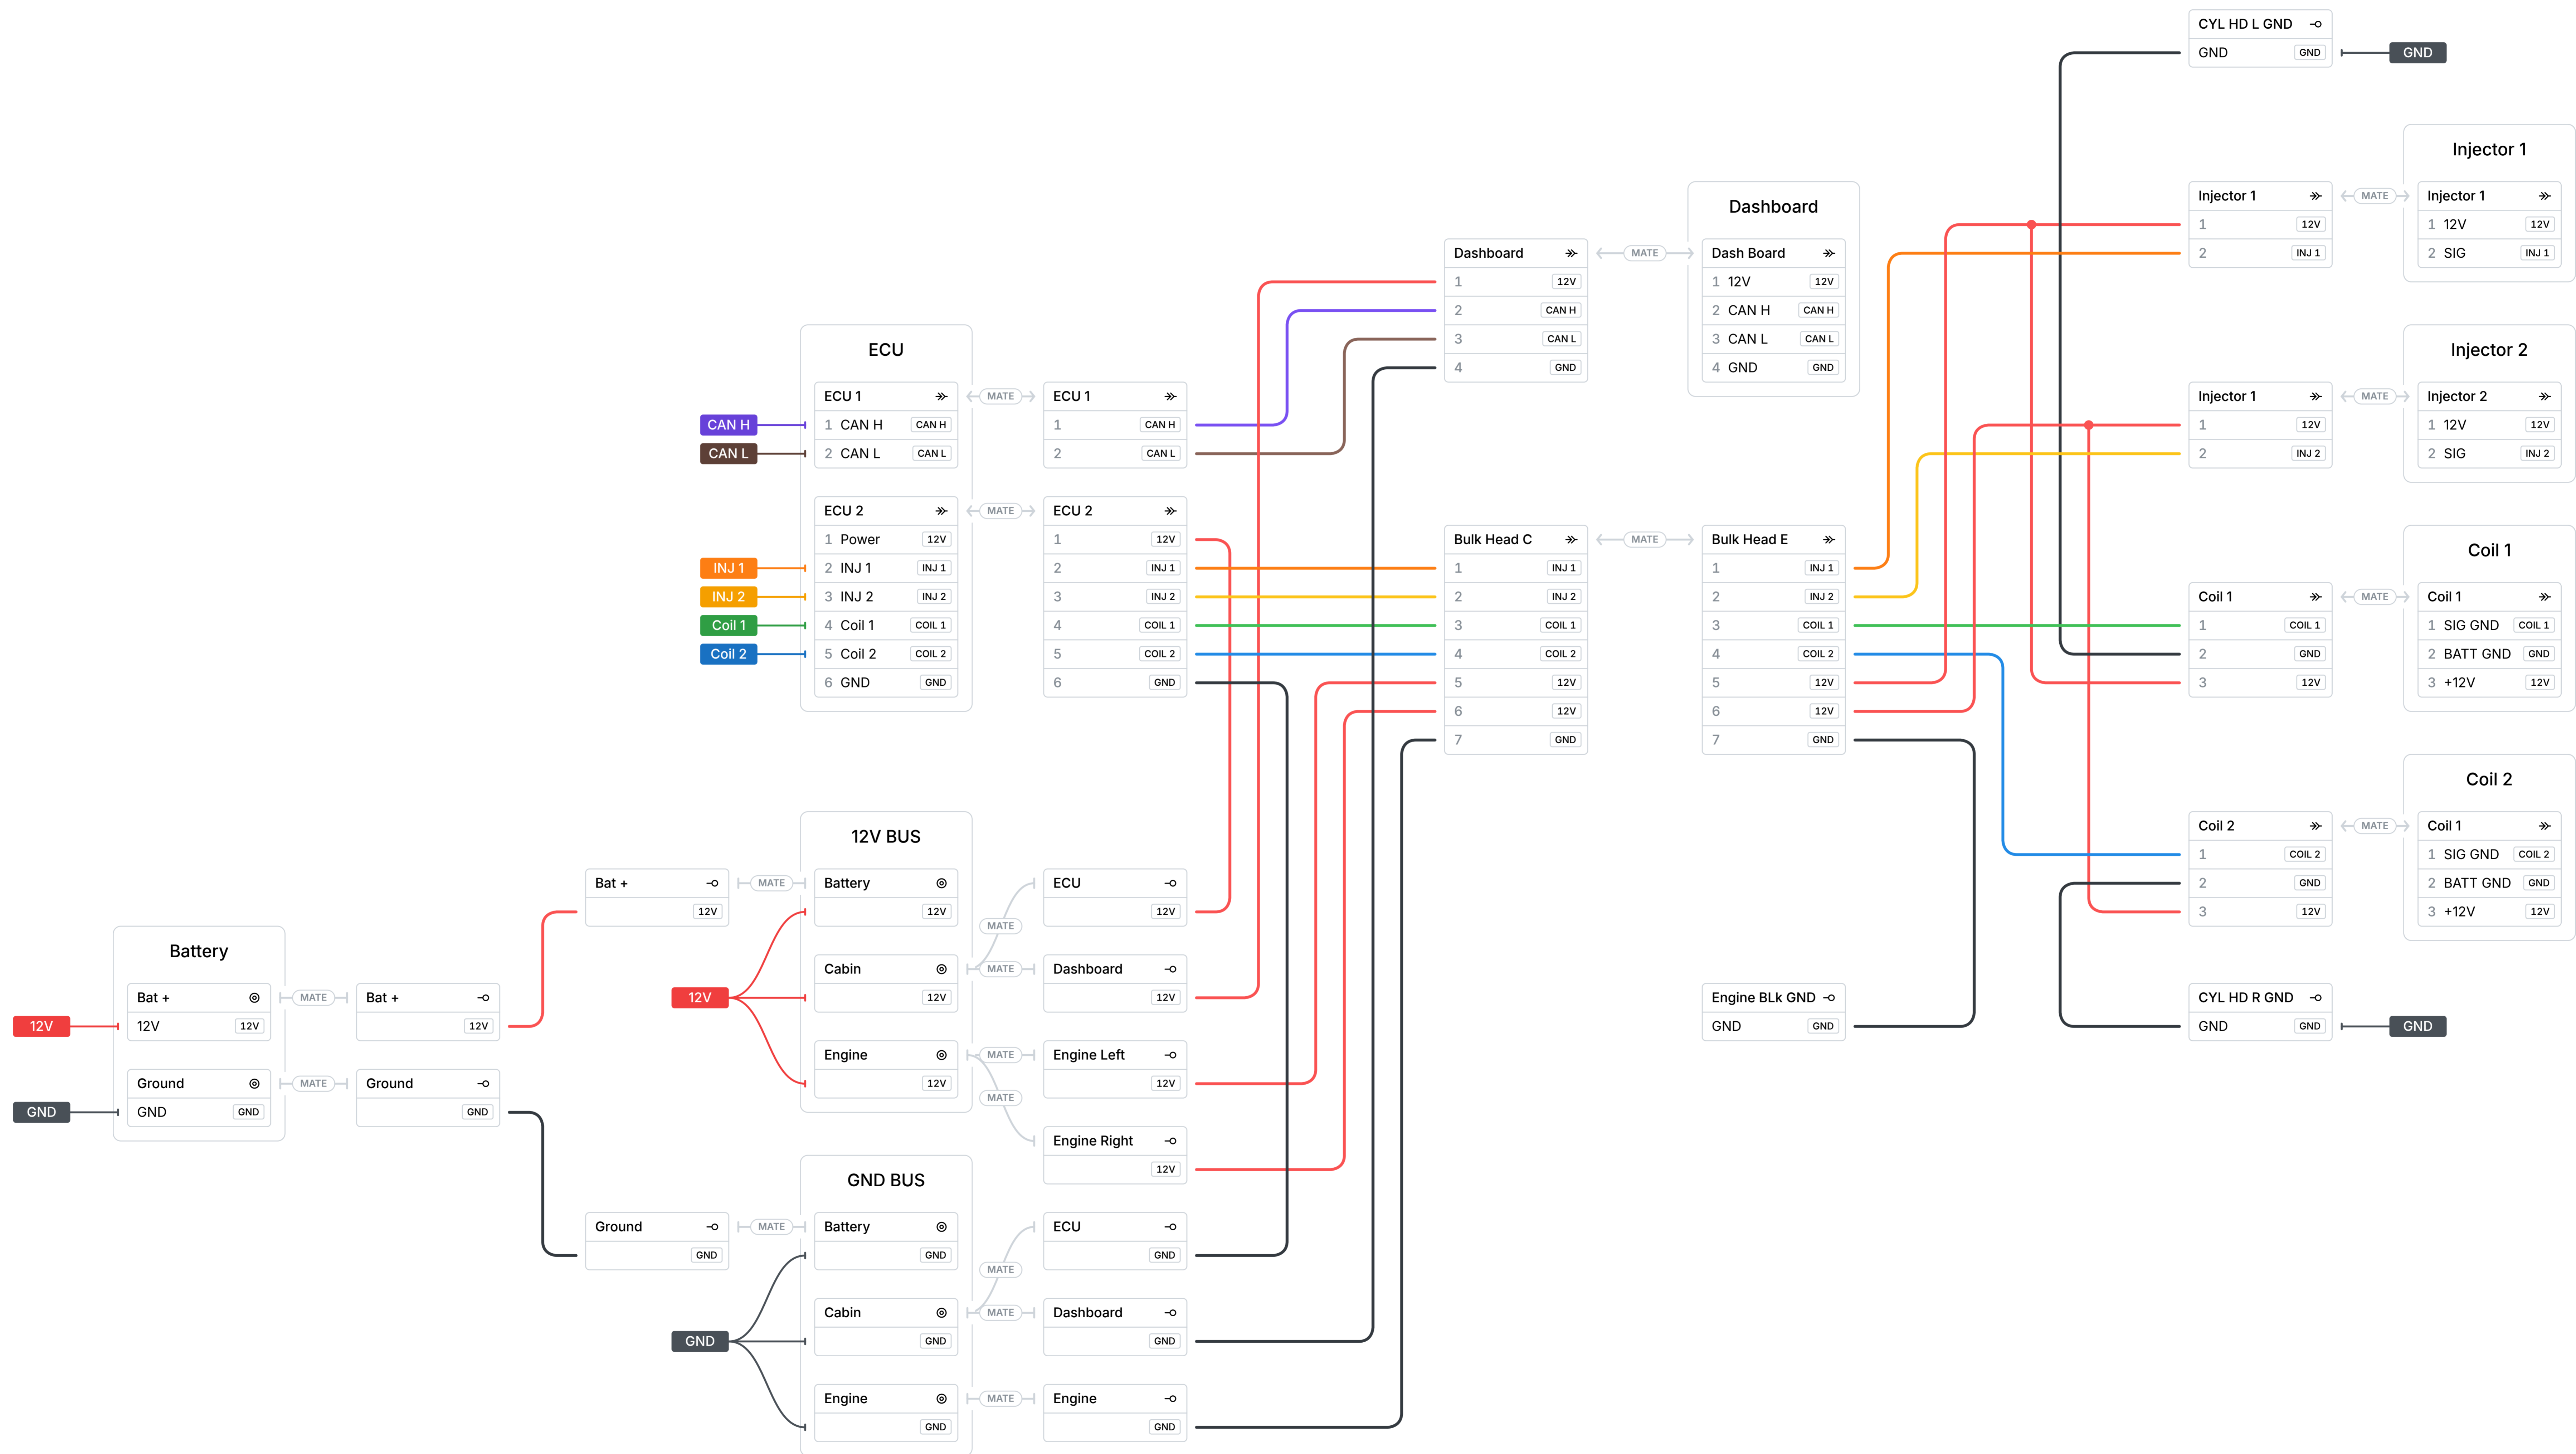 CYL HD L GND
GND GND
GND
Injector 1
Injector 1
1 12V
2 INJ 1
MATE
Injector 1
1 12V 12V
2 SIG INJ 1
Dashboard
Dashboard
1 12V
2 CAN H
3 CAN L
4 GND
MATE
Dash Board
1 12V 12V
2 CAN H CAN H
3 CAN L CAN L
4 GND GND
ECU
CAN H
CAN L
ECU 1
1 CAN H CAN H
2 CAN L CAN L
MATE
ECU 1
1 CAN H
2 CAN L
Injector 2
Injector 1
1 12V
2 INJ 2
MATE
Injector 2
1 12V 12V
2 SIG INJ 2
INJ 1
INJ 2
Coil 1
Coil 2
ECU 2
1 Power 12V
2 INJ 1 INJ 1
3 INJ 2 INJ 2
4 Coil 1 COIL 1
5 Coil 2 COIL 2
6 GND GND
MATE
ECU 2
1 12V
2 INJ 1
3 INJ 2
4 COIL 1
5 COIL 2
6 GND
Bulk Head C
1 INJ 1
2 INJ 2
3 COIL 1
4 COIL 2
5 12V
6 12V
7 GND
MATE
Bulk Head E
1 INJ 1
2 INJ 2
3 COIL 1
4 COIL 2
5 12V
6 12V
7 GND
Coil 1
Coil 1
1 COIL 1
2 GND
3 12V
MATE
Coil 1
1 SIG GND COIL 1
2 BATT GND GND
3 +12V 12V
Coil 2
Coil 2
1 COIL 2
2 GND
3 12V
MATE
Coil 1
1 SIG GND COIL 2
2 BATT GND GND
3 +12V 12V
Battery
12V
Bat +
12V 12V
MATE
Bat +
12V
GND
Ground
GND GND
MATE
Ground
GND
12V BUS
Bat +
12V
MATE
Battery
12V
12V
Cabin
12V
Engine
12V
MATE
ECU
12V
MATE
Dashboard
12V
MATE
Engine Left
12V
MATE
Engine Right
12V
Engine BLk GND
GND GND
CYL HD R GND
GND GND
GND
GND BUS
Ground
GND
MATE
Battery
GND
GND
Cabin
GND
Engine
GND
MATE
ECU
GND
MATE
Dashboard
GND
MATE
Engine
GND